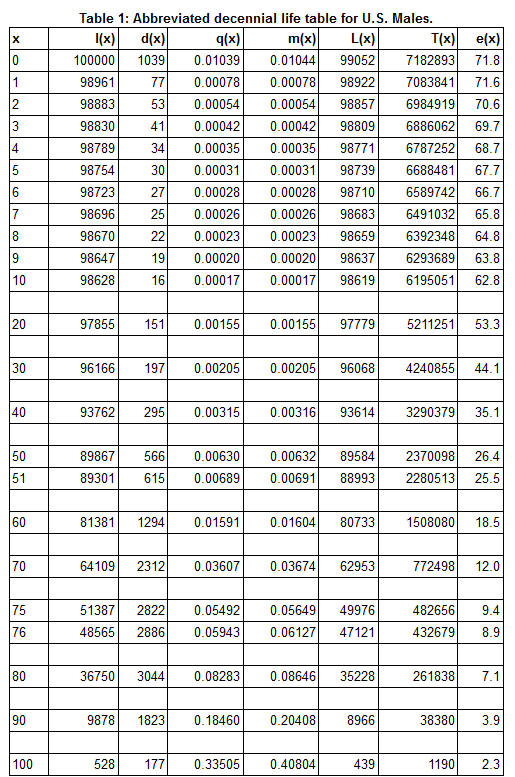 Table 1: Abbreviated decennial life table for U.S. Males.
x l(x) d(x) q(x) m(x) L(x) T(x) e(x)
0 100000 1039 0.01039 0.01044 99052 7182893 71.8
1 98961 77 0.00078 0.00078 98922 7083841 71.6
2 98883 53 0.00054 0.00054 98857 6984919 70.6
3 98830 41 0.00042 0.00042 98809 6886062 69.7
4 98789 34 0.00035 0.00035 98771 6787252 68.7
5 98754 30 0.00031 0.00031 98739 6688481 67.7
6 98723 27 0.00028 0.00028 98710 6589742 66.7
7 98696 25 0.00026 0.00026 98683 6491032 65.8
8 98670 22 0.00023 0.00023 98659 6392348 64.8
9 98647 19 0.00020 0.00020 98637 6293689 63.8
10 98628 16 0.00017 0.00017 98619 6195051 62.8
20 97855 151 0.00155 0.00155 97779 5211251 53.3
30 96166 197 0.00205 0.00205 96068 4240855 44.1
40 93762 295 0.00315 0.00316 93614 3290379 35.1
50 89867 566 0.00630 0.00632 89584 2370098 26.4
51 89301 615 0.00689 0.00691 88993 2280513 25.5
60 81381 1294 0.01591 0.01604 80733 1508080 18.5
70 64109 2312 0.03607 0.03674 62953 772498 12.0
75 51387 2822 0.05492 0.05649 49976 482656 9.4
76 48565 2886 0.05943 0.06127 47121 432679 8.9
80 36750 3044 0.08283 0.08646 35228 261838 7.1
90 9878 1823 0.18460 0.20408 8966 38380 3.9
100 528 177 0.33505 0.40804 439 1190 2.3